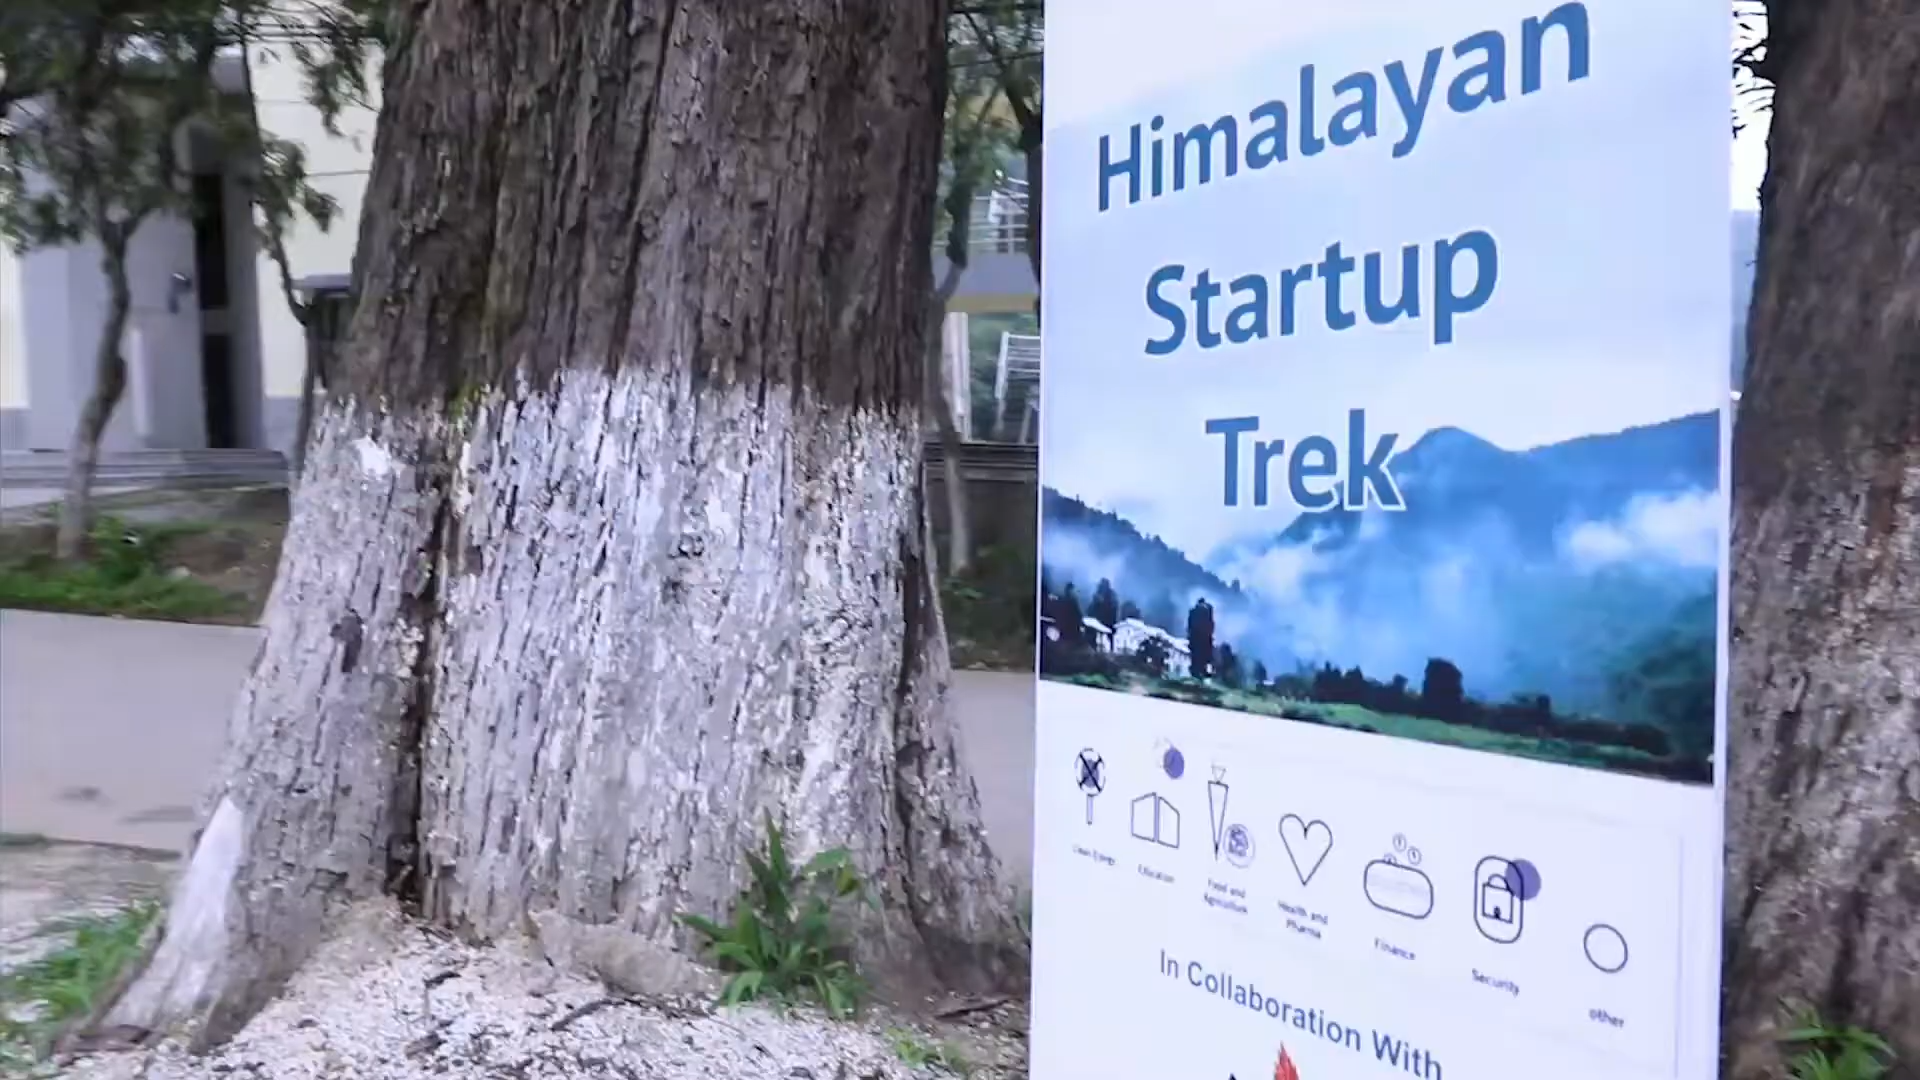 Himalayan
Startup
Trek
Clean Energy
Education
Food and
Agriculture
Health and
Pharma
Finance
Security
other
In Collaboration With